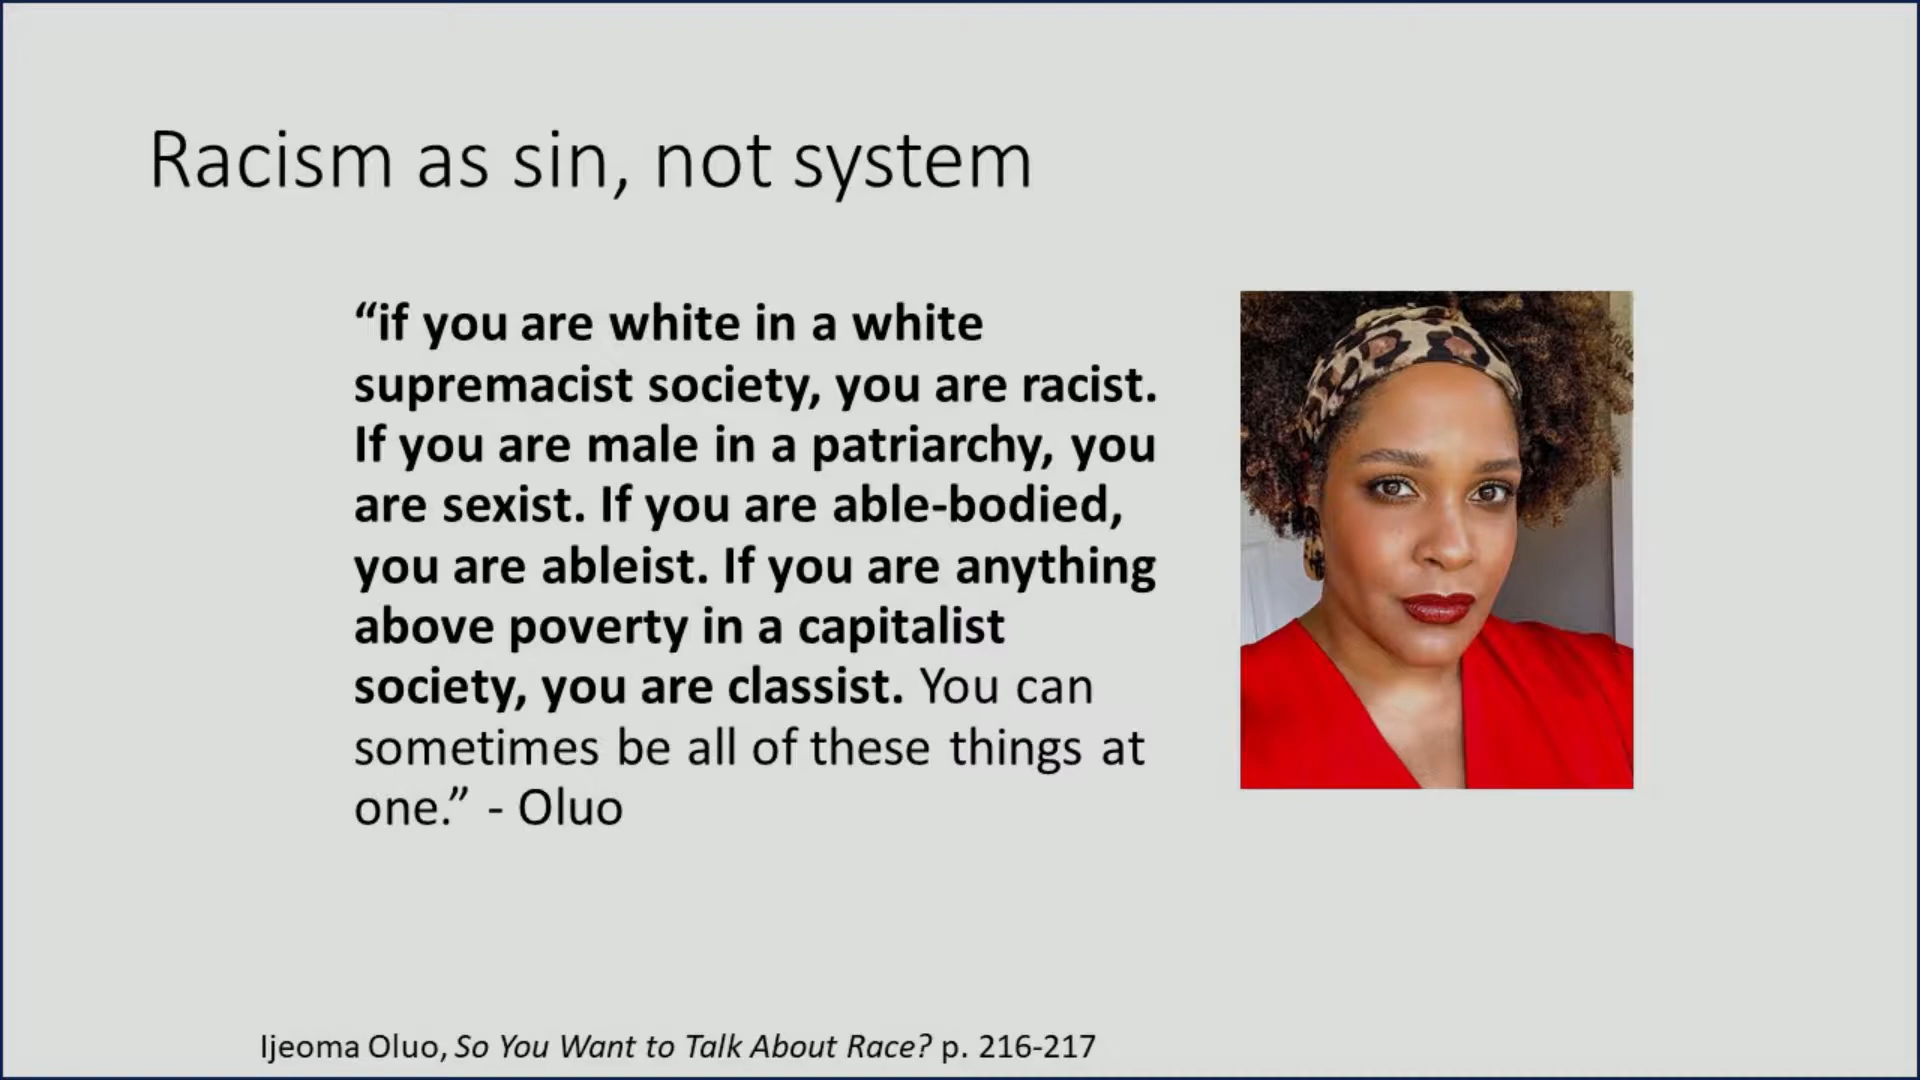 Racism as sin, not system
“if you are white in a white
supremacist society, you are racist.
If you are male in a patriarchy, you
are sexist. If you are able-bodied,
you are ableist. If you are anything
above poverty in a capitalist
society, you are classist. You can
sometimes be all of these things at
one.” - Oluo
Ijeoma Oluo, So You Want to Talk About Race? p. 216-217